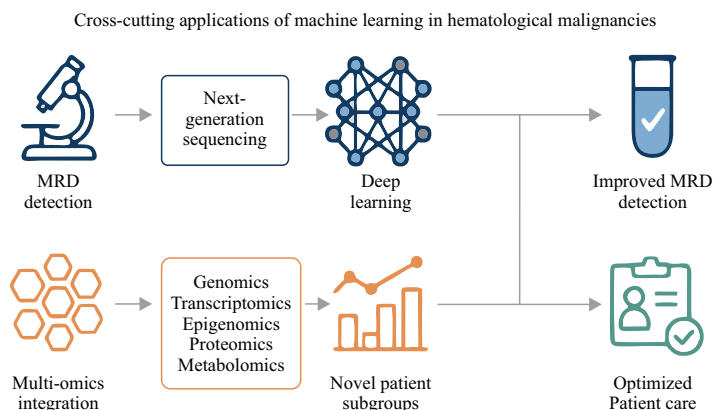 Cross-cutting applications of machine learning in hematological malignancies
Next-
generation
sequencing
MRD
detection
Deep
learning
Improved MRD
detection
Genomics
Transcriptomics
Epigenomics
Proteomics
Metabolomics
Multi-omics
integration
Novel patient
subgroups
Optimized
Patient care